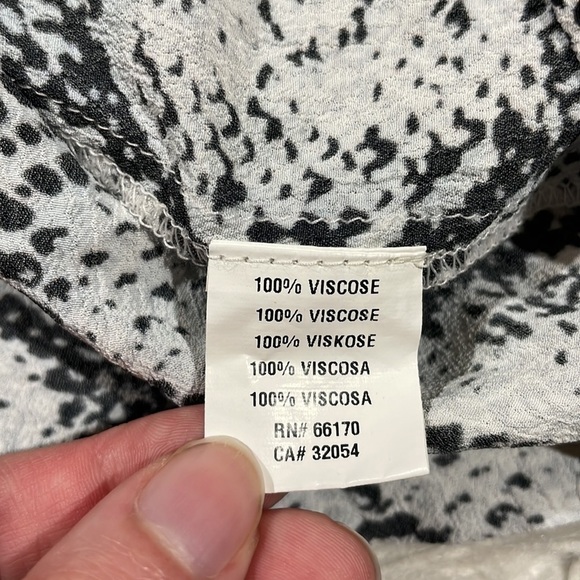 100% VISCOSE
100% VISCOSE
100% VISKOSE
100% VISCOSA
100% VISCOSA
RN# 66170
CA# 32054